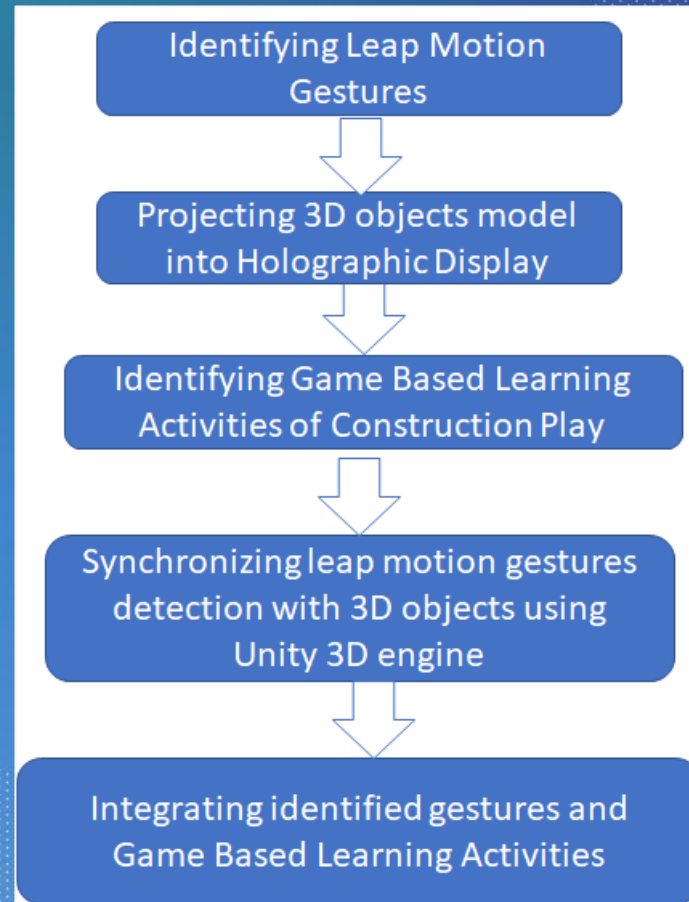 Identifying Leap Motion
Gestures
Projecting 3D objects model
into Holographic Display
Identifying Game Based Learning
Activities of Construction Play
Synchronizing leap motion gestures
detection with 3D objects using
Unity 3D engine
Integrating identified gestures and
Game Based Learning Activities